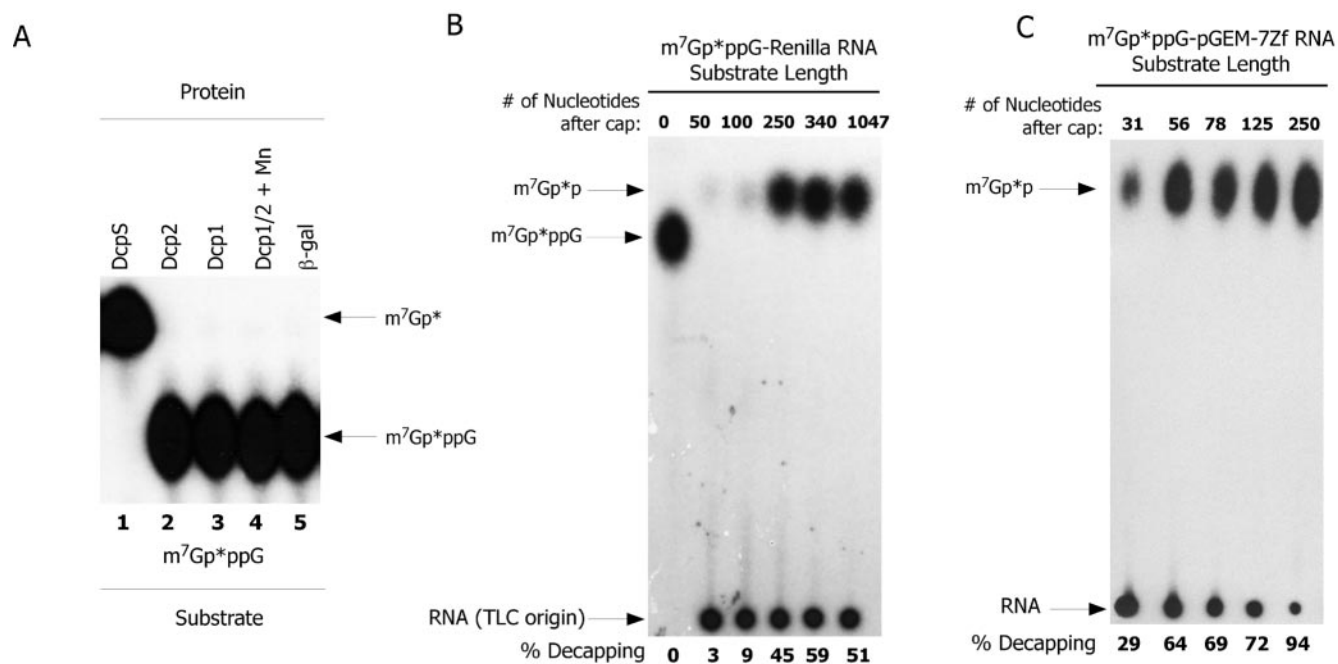 A
Protein
DcpS
Dcp2
Dcp1
Dcp1/2 + Mn
β-gal
m⁷Gp*
m⁷Gp*ppG
1 2 3 4 5
m⁷Gp*ppG
Substrate
B
m⁷Gp*ppG-Renilla RNA
Substrate Length
# of Nucleotides
after cap: 0 50 100 250 340 1047
m⁷Gp*p
m⁷Gp*ppG
RNA (TLC origin)
% Decapping 0 3 9 45 59 51
C
m⁷Gp*ppG-pGEM-7Zf RNA
Substrate Length
# of Nucleotides
after cap: 31 56 78 125 250
m⁷Gp*p
RNA
% Decapping 29 64 69 72 94